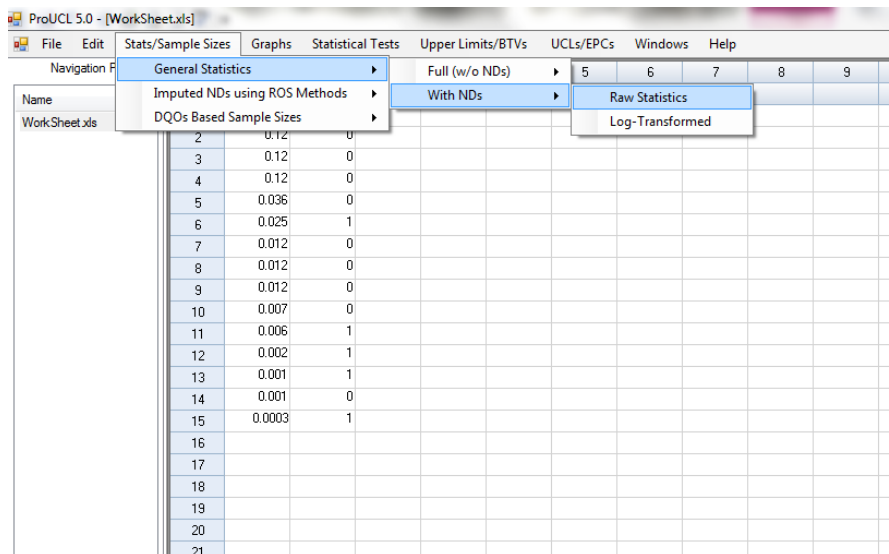 ProUCL 5.0 - [WorkSheet.xls]
File Edit Stats/Sample Sizes Graphs Statistical Tests Upper Limits/BTVs UCLs/EPCs Windows Help
Navigation General Statistics Full (w/o NDs) 5 6 7 8 9
Name Imputed NDs using ROS Methods With NDs Raw Statistics
WorkSheet.xls DQOs Based Sample Sizes Log-Transformed
2 0.12 0
3 0.12 0
4 0.12 0
5 0.036 0
6 0.025 1
7 0.012 0
8 0.012 0
9 0.012 0
10 0.007 0
11 0.006 1
12 0.002 1
13 0.001 1
14 0.001 0
15 0.0003 1
16
17
18
19
20
21